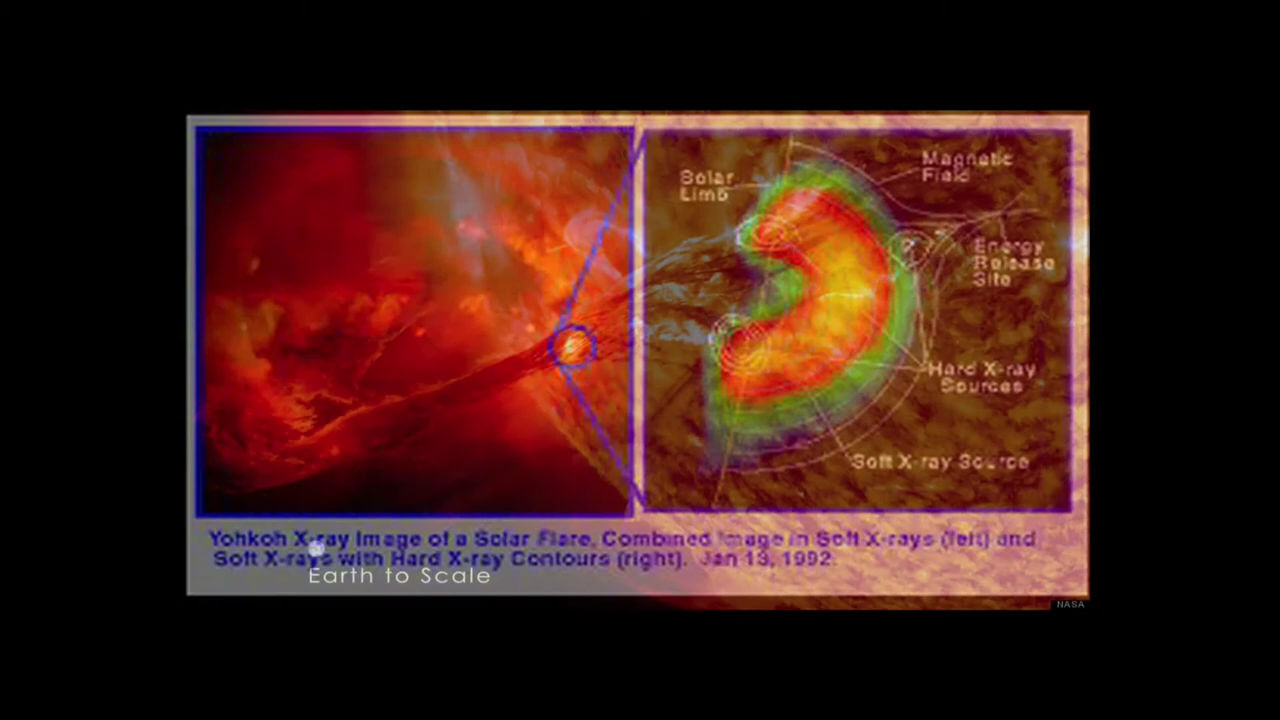 Solar
Limb
Magnetic
Field
Energy
Release
Site
Hard X-ray
Sources
Soft X-ray Source
Yohkoh X-ray Image of a Solar Flare, Combined Image in Soft X-rays (left) and
Soft X-rays with Hard X-ray Contours (right). Jan 13, 1992.
Earth to Scale
NASA